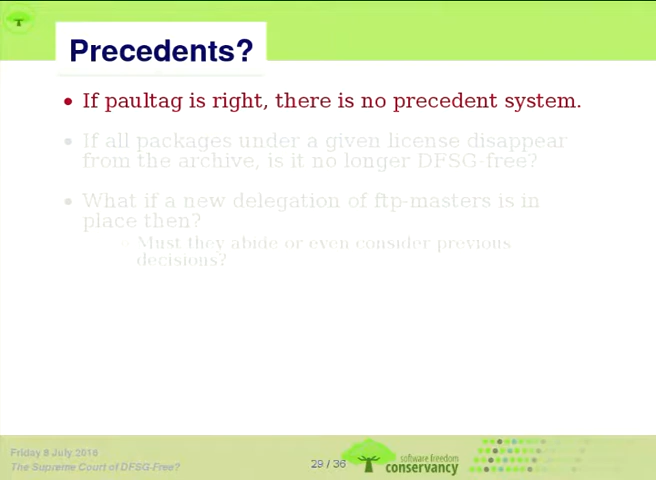 Precedents?
If paultag is right, there is no precedent system.
If all packages under a given license disappear
from the archive, is it no longer DFSG-free?
What if a new delegation of ftp-masters is in
place then?
Must they abide or even consider previous
decisions?
Friday 8 July 2016
The Supreme Court of DFSG-Free?
29 / 36
software freedom
conservancy